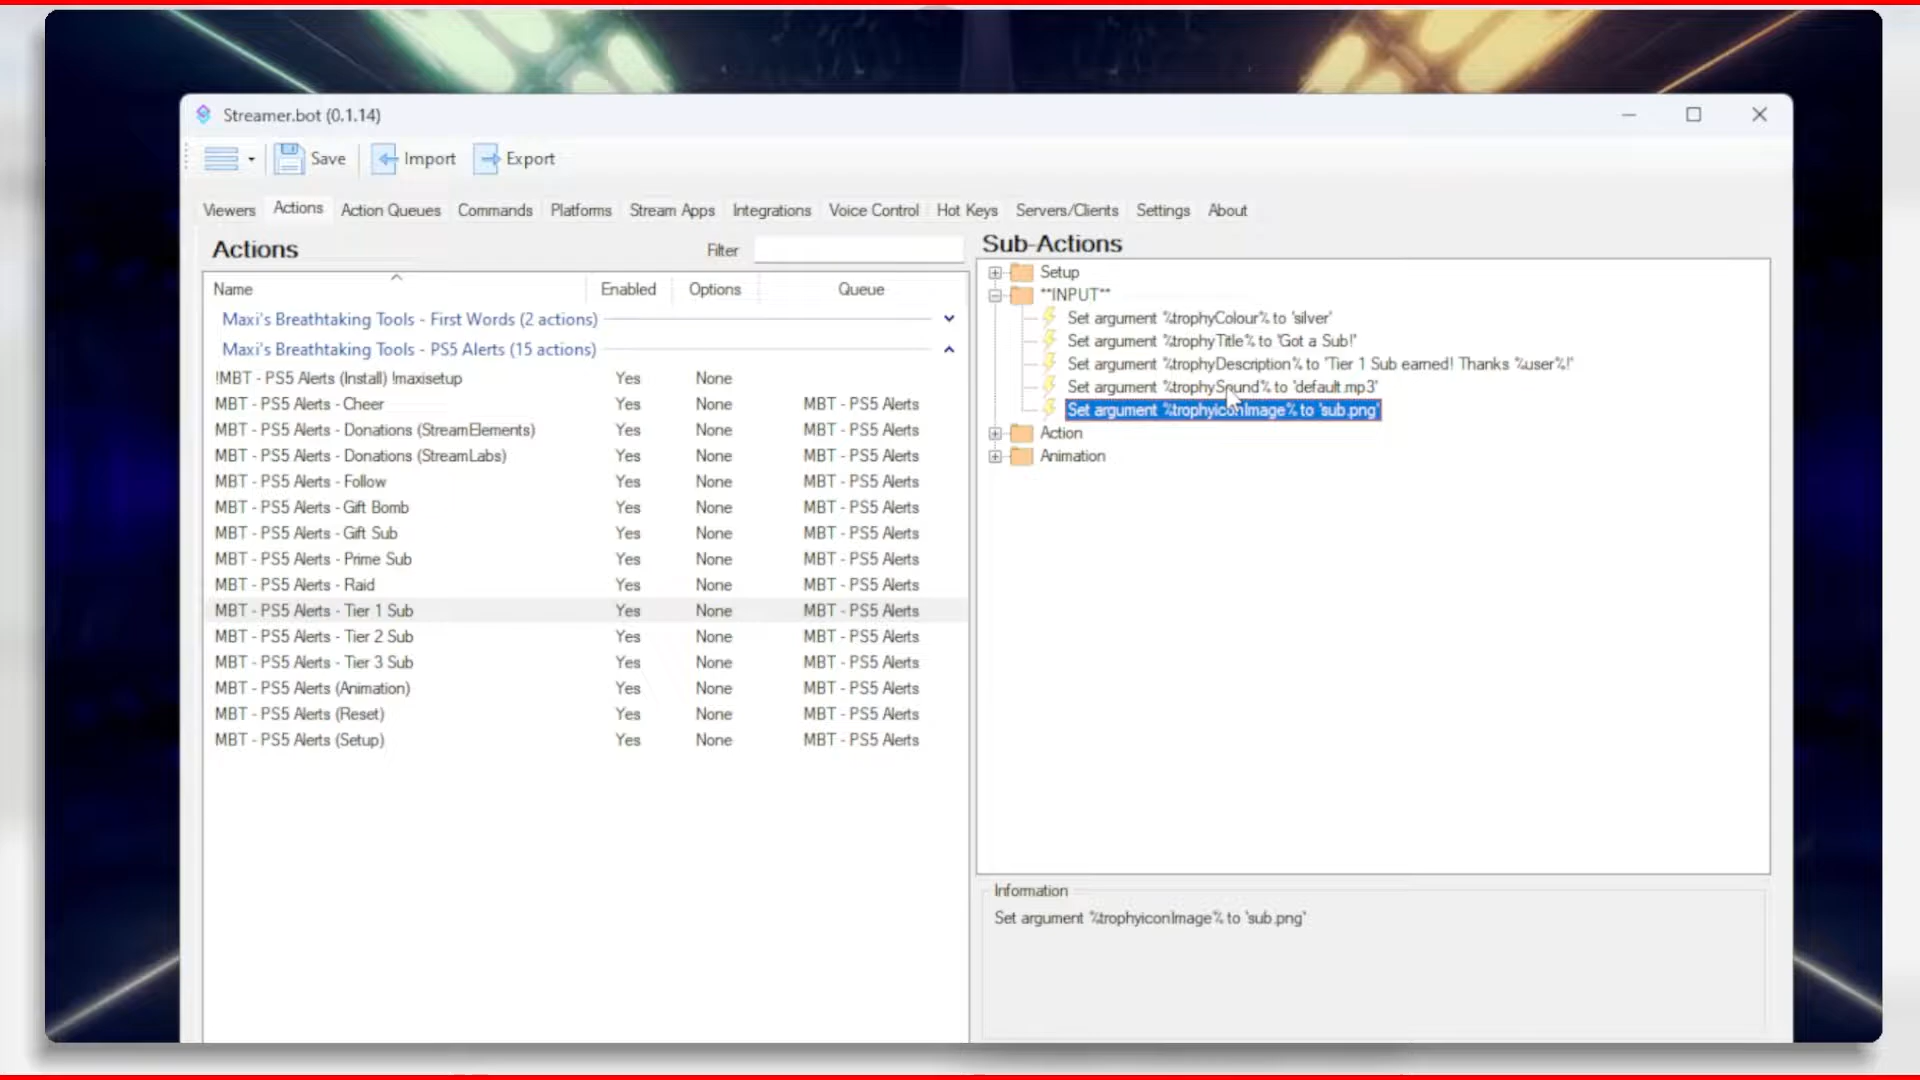 Streamer.bot (0.1.14)
Save Import Export
Viewers Actions Action Queues Commands Platforms Stream Apps Integrations Voice Control Hot Keys Servers/Clients Settings About
Actions Filter
Name Enabled Options Queue
Maxi's Breathtaking Tools - First Words (2 actions)
Maxi's Breathtaking Tools - PS5 Alerts (15 actions)
!MBT - PS5 Alerts (Install) !maxisetup Yes None
MBT - PS5 Alerts - Cheer Yes None MBT - PS5 Alerts
MBT - PS5 Alerts - Donations (StreamElements) Yes None MBT - PS5 Alerts
MBT - PS5 Alerts - Donations (StreamLabs) Yes None MBT - PS5 Alerts
MBT - PS5 Alerts - Follow Yes None MBT - PS5 Alerts
MBT - PS5 Alerts - Gift Bomb Yes None MBT - PS5 Alerts
MBT - PS5 Alerts - Gift Sub Yes None MBT - PS5 Alerts
MBT - PS5 Alerts - Prime Sub Yes None MBT - PS5 Alerts
MBT - PS5 Alerts - Raid Yes None MBT - PS5 Alerts
MBT - PS5 Alerts - Tier 1 Sub Yes None MBT - PS5 Alerts
MBT - PS5 Alerts - Tier 2 Sub Yes None MBT - PS5 Alerts
MBT - PS5 Alerts - Tier 3 Sub Yes None MBT - PS5 Alerts
MBT - PS5 Alerts (Animation) Yes None MBT - PS5 Alerts
MBT - PS5 Alerts (Reset) Yes None MBT - PS5 Alerts
MBT - PS5 Alerts (Setup) Yes None MBT - PS5 Alerts
Sub-Actions
Setup
**INPUT**
Set argument %trophyColour% to 'silver'
Set argument %trophyTitle% to 'Got a Sub!'
Set argument %trophyDescription% to 'Tier 1 Sub earned! Thanks %user%!'
Set argument %trophySound% to 'default.mp3'
Set argument %trophyiconImage% to 'sub.png'
Action
Animation
Information
Set argument %trophyiconImage% to 'sub.png'